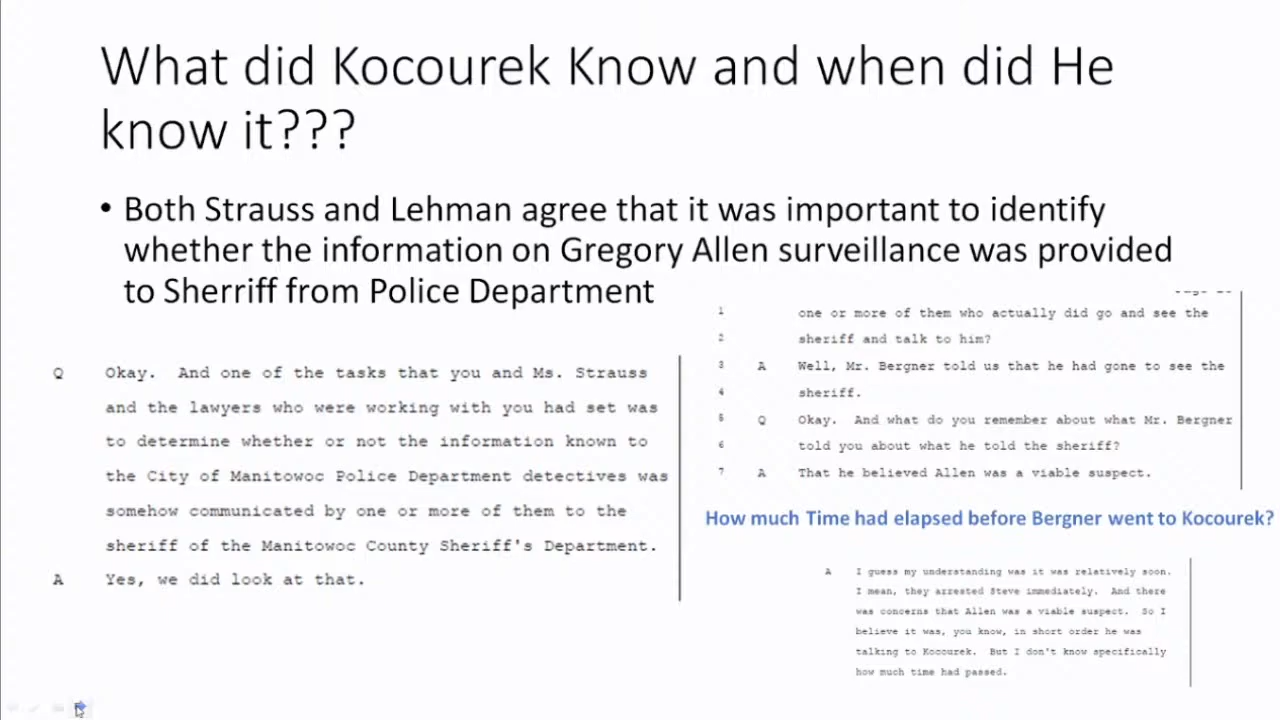 What did Kocourek Know and when did He
know it???
• Both Strauss and Lehman agree that it was important to identify
whether the information on Gregory Allen surveillance was provided
to Sherriff from Police Department
Q Okay. And one of the tasks that you and Ms. Strauss
and the lawyers who were working with you had set was
to determine whether or not the information known to
the City of Manitowoc Police Department detectives was
somehow communicated by one or more of them to the
sheriff of the Manitowoc County Sheriff's Department.
A Yes, we did look at that.
1 one or more of them who actually did go and see the
2 sheriff and talk to him?
3 A Well, Mr. Bergner told us that he had gone to see the
4 sheriff.
5 Q Okay. And what do you remember about what Mr. Bergner
6 told you about what he told the sheriff?
7 A That he believed Allen was a viable suspect.
How much Time had elapsed before Bergner went to Kocourek?
A I guess my understanding was it was relatively soon.
I mean, they arrested Steve immediately. And there
was concerns that Allen was a viable suspect. So I
believe it was, you know, in short order he was
talking to Kocourek. But I don't know specifically
how much time had passed.